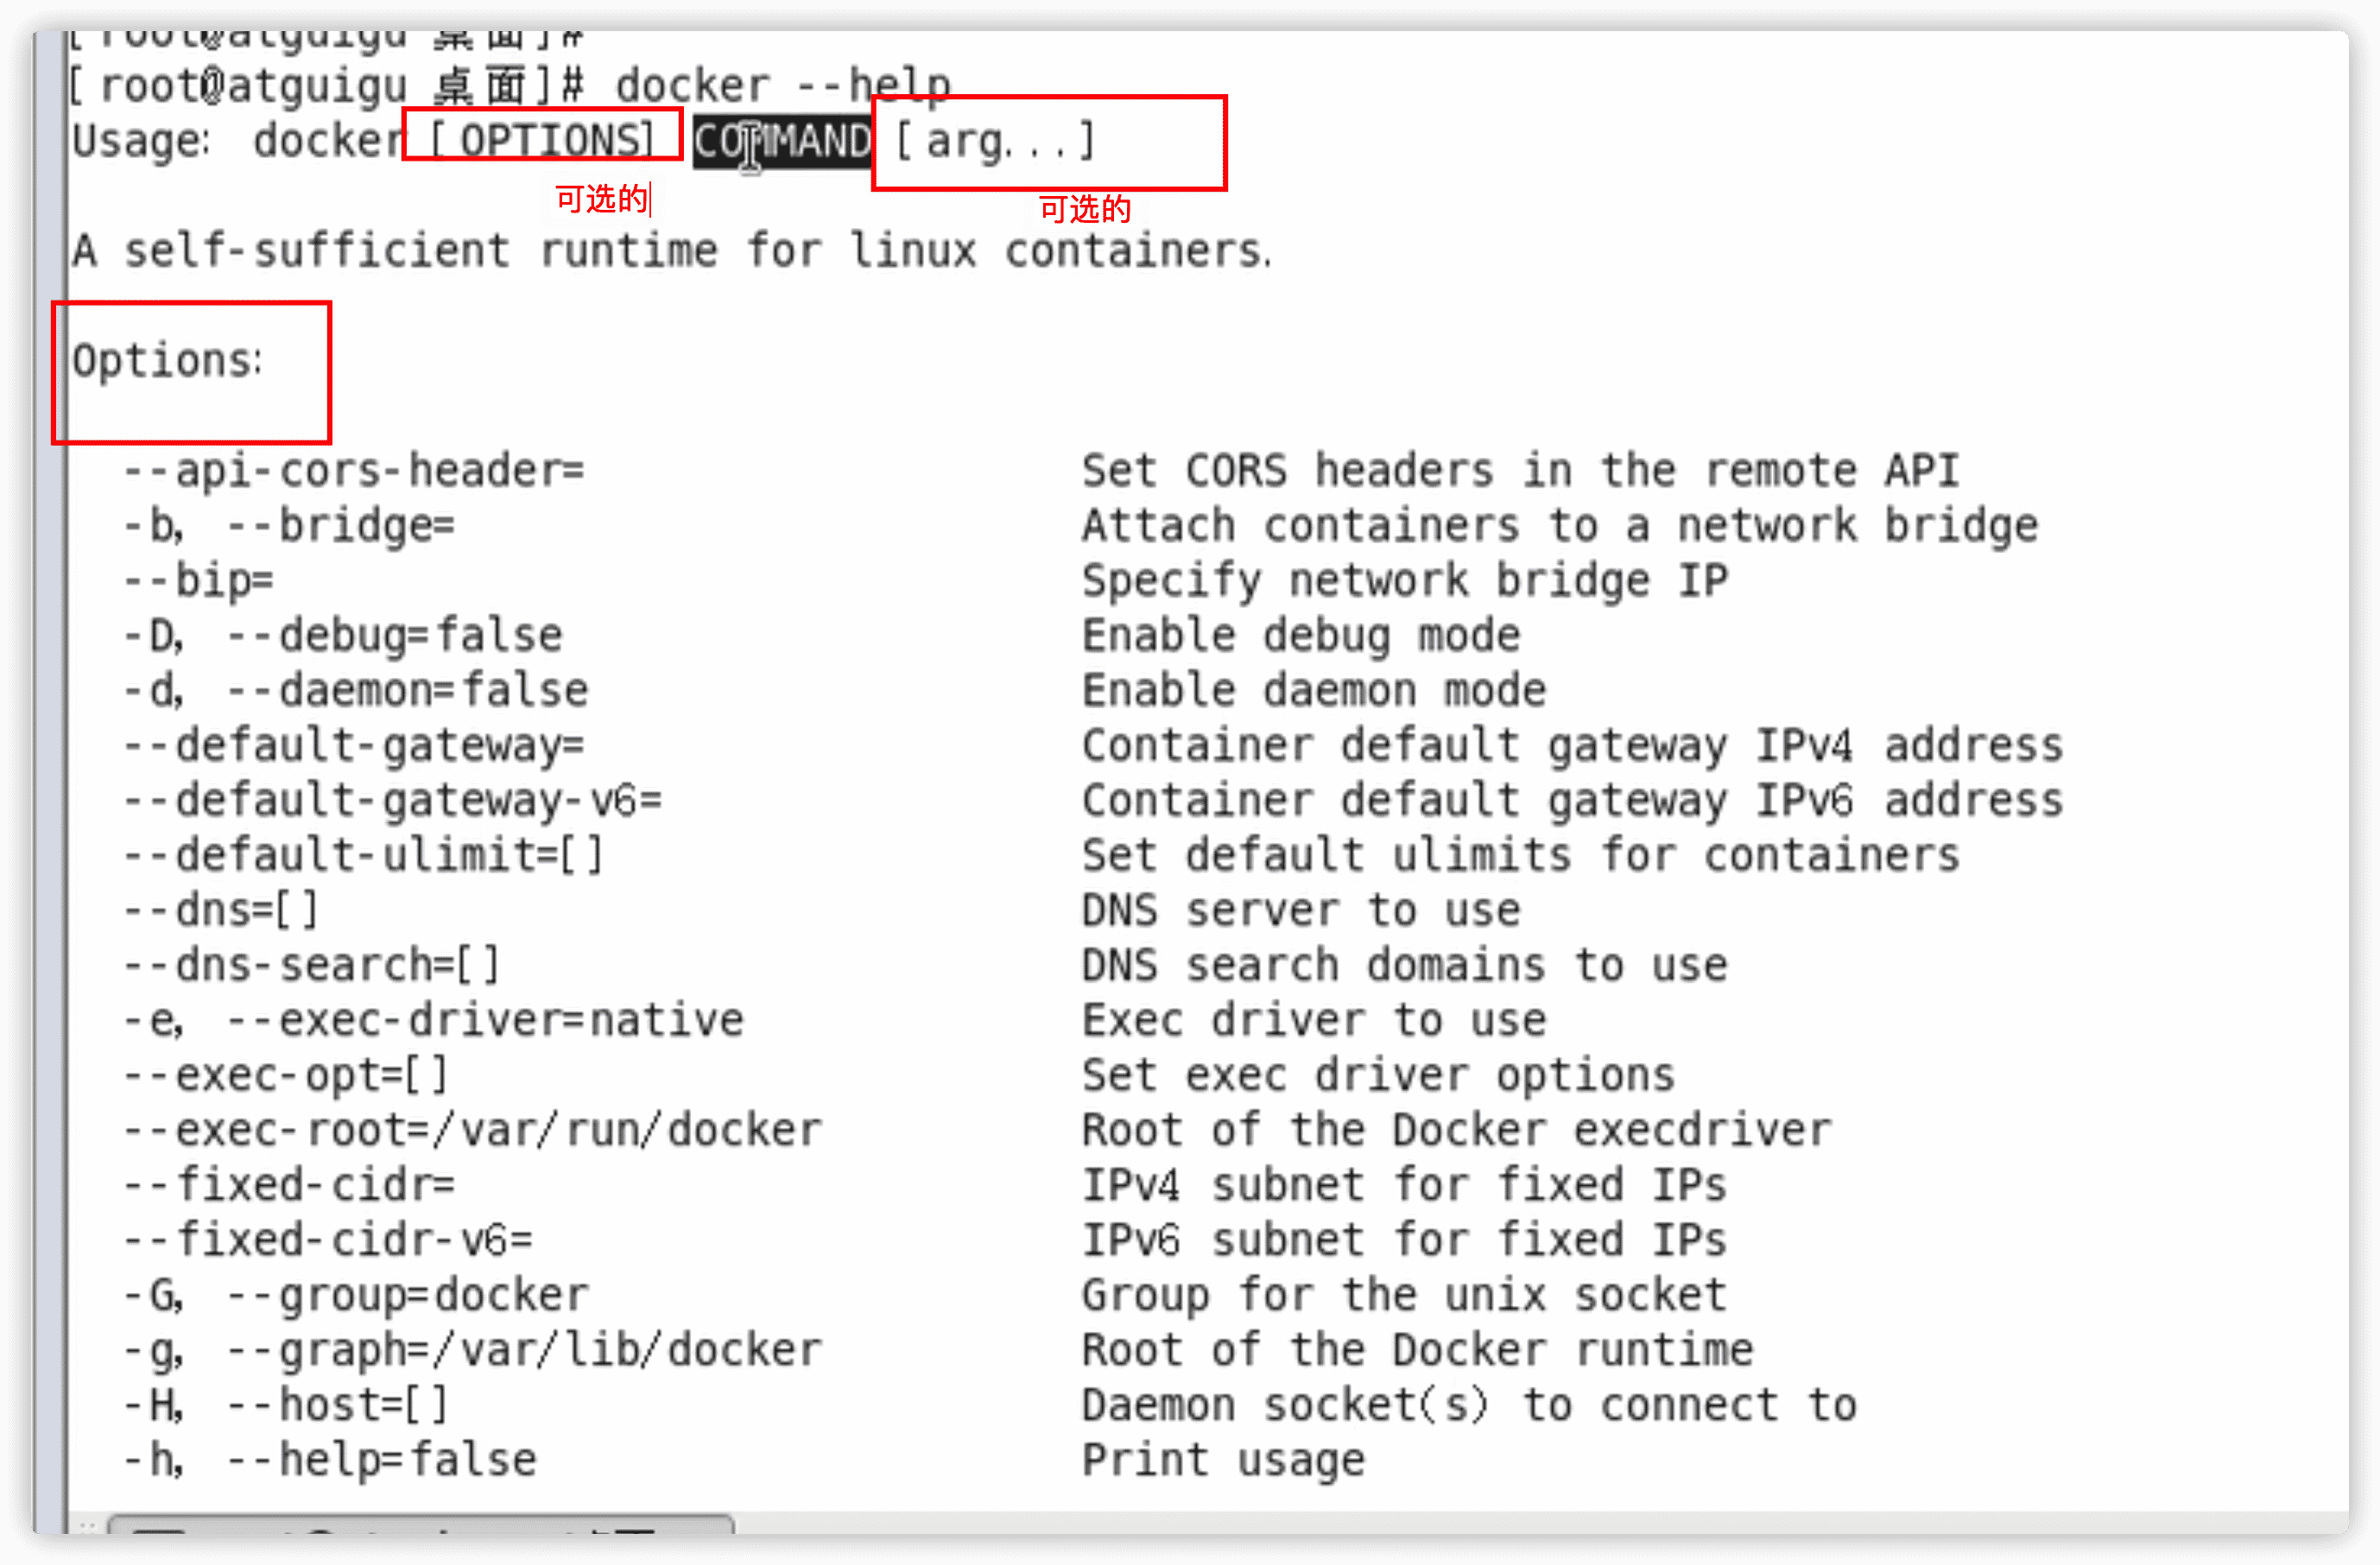 [root@atguigu 桌面]#
[root@atguigu 桌面]# docker --help
Usage: docker [OPTIONS] COMMAND [arg...]
可选的 可选的
A self-sufficient runtime for linux containers.
Options:
--api-cors-header= Set CORS headers in the remote API
-b, --bridge= Attach containers to a network bridge
--bip= Specify network bridge IP
-D, --debug=false Enable debug mode
-d, --daemon=false Enable daemon mode
--default-gateway= Container default gateway IPv4 address
--default-gateway-v6= Container default gateway IPv6 address
--default-ulimit=[] Set default ulimits for containers
--dns=[] DNS server to use
--dns-search=[] DNS search domains to use
-e, --exec-driver=native Exec driver to use
--exec-opt=[] Set exec driver options
--exec-root=/var/run/docker Root of the Docker execdriver
--fixed-cidr= IPv4 subnet for fixed IPs
--fixed-cidr-v6= IPv6 subnet for fixed IPs
-G, --group=docker Group for the unix socket
-g, --graph=/var/lib/docker Root of the Docker runtime
-H, --host=[] Daemon socket(s) to connect to
-h, --help=false Print usage